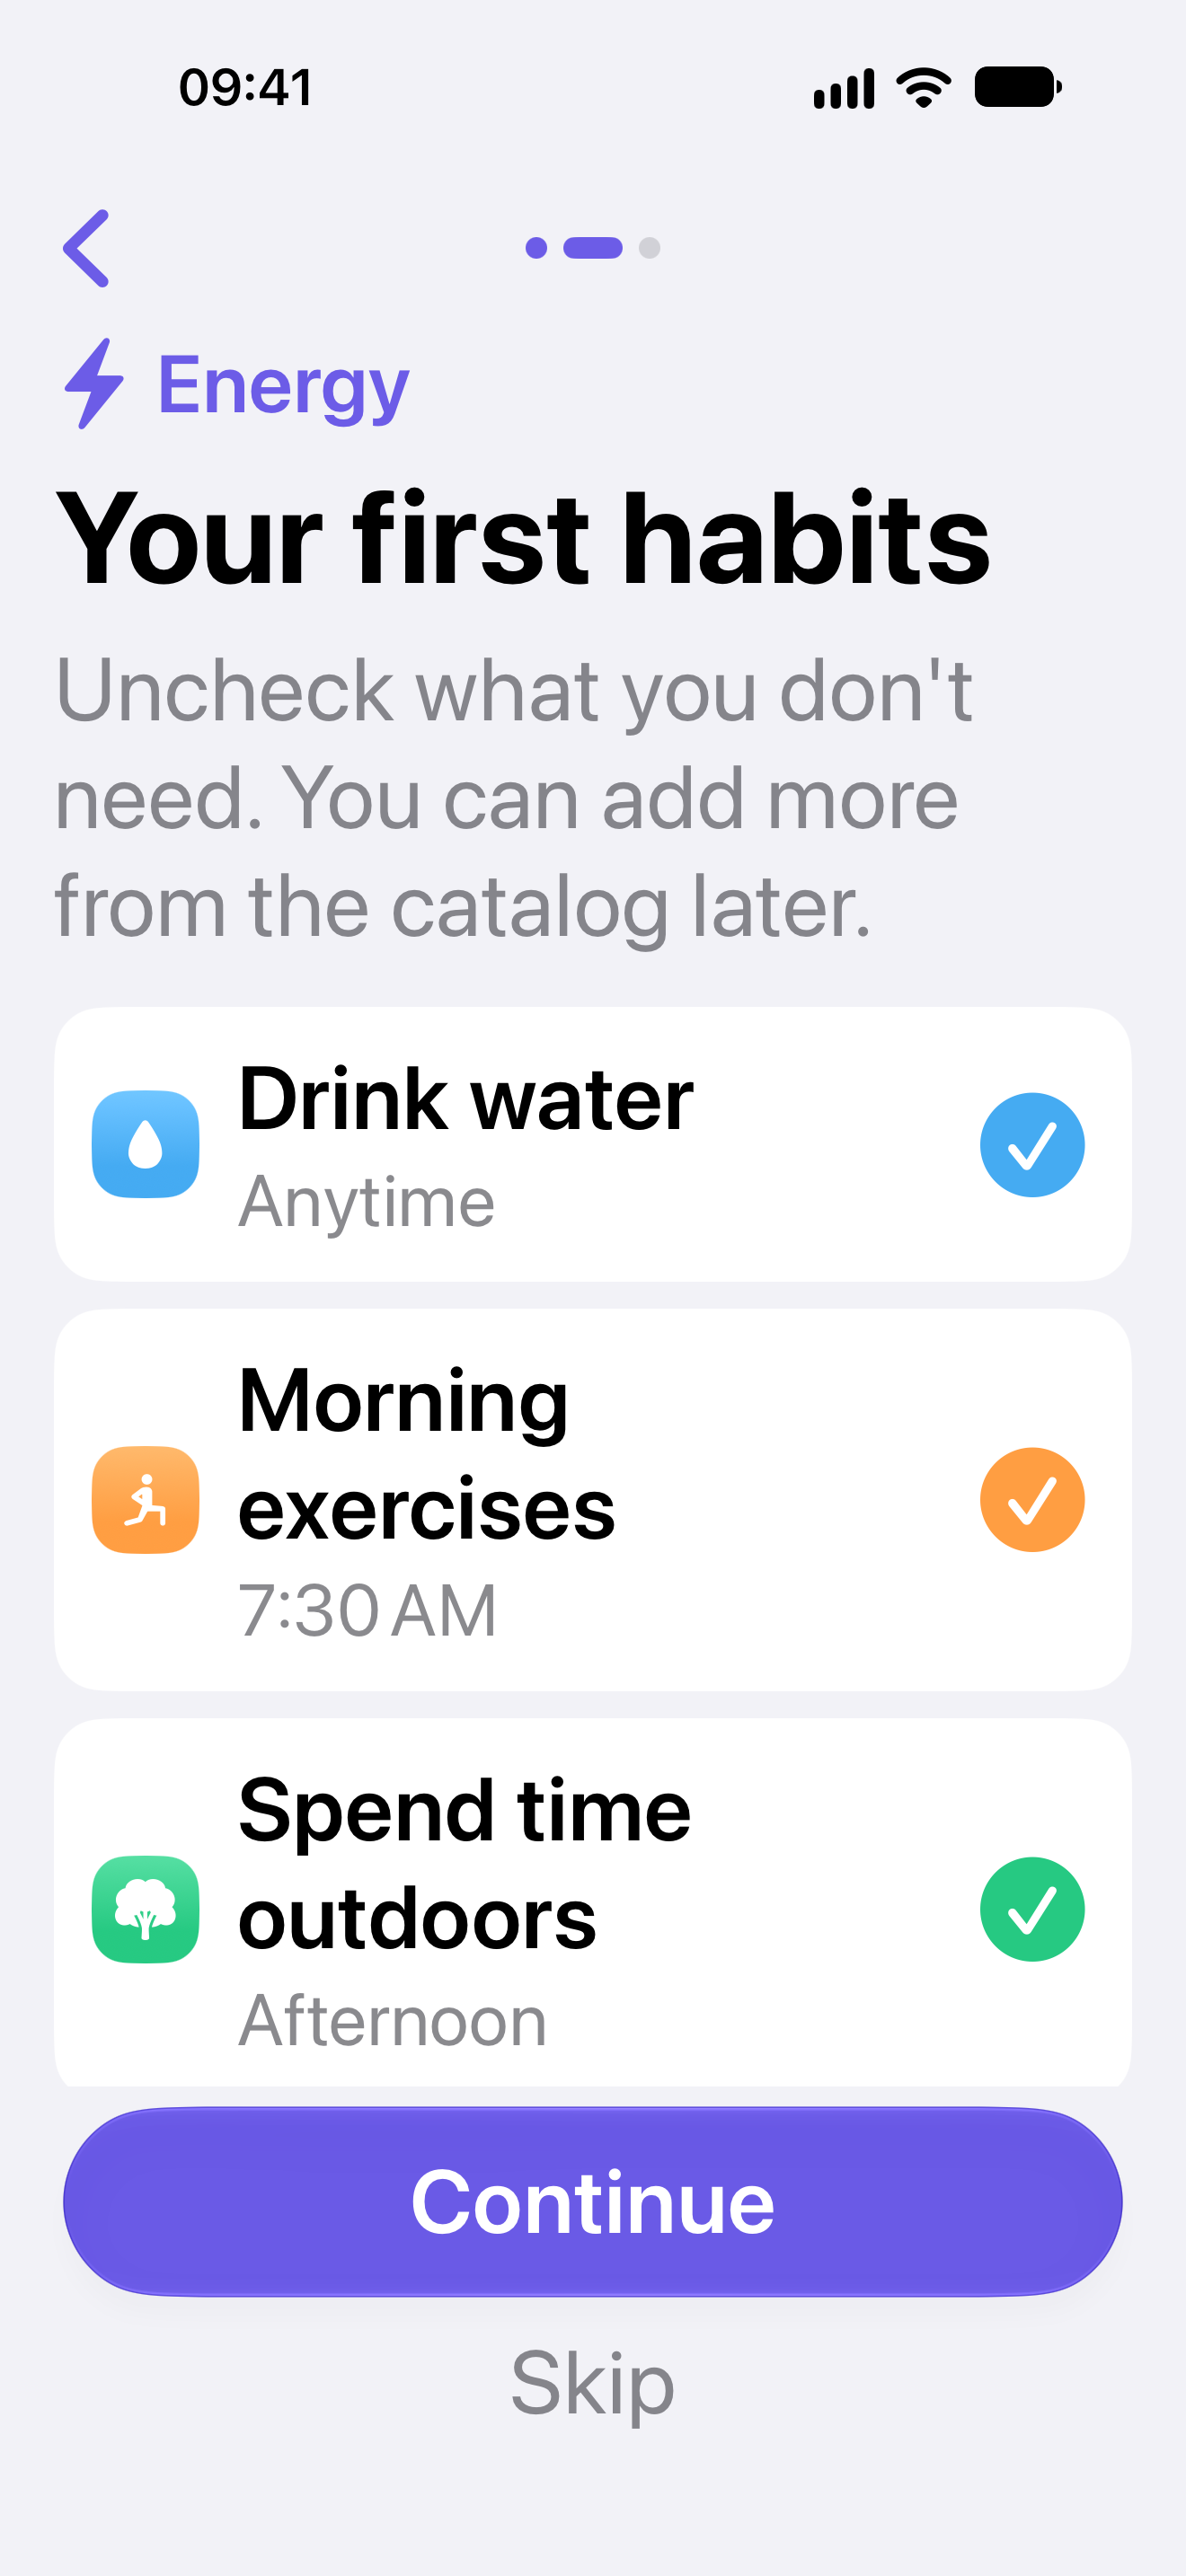 09:41
Energy
Your first habits
Uncheck what you don't
need. You can add more
from the catalog later.
Drink water
Anytime
Morning
exercises
7:30 AM
Spend time
outdoors
Afternoon
Continue
Skip